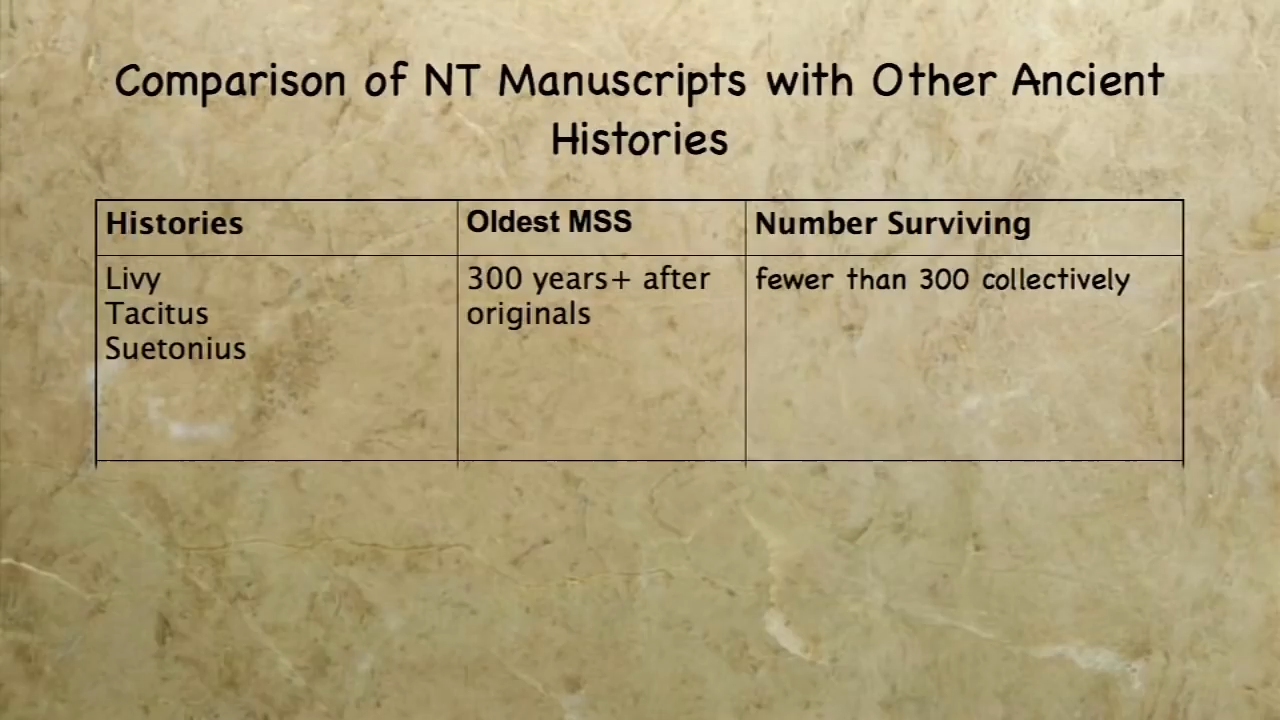 Comparison of NT Manuscripts with Other Ancient
Histories
Histories
Oldest MSS
Number Surviving
Livy
Tacitus
Suetonius
300 years+ after
originals
fewer than 300 collectively